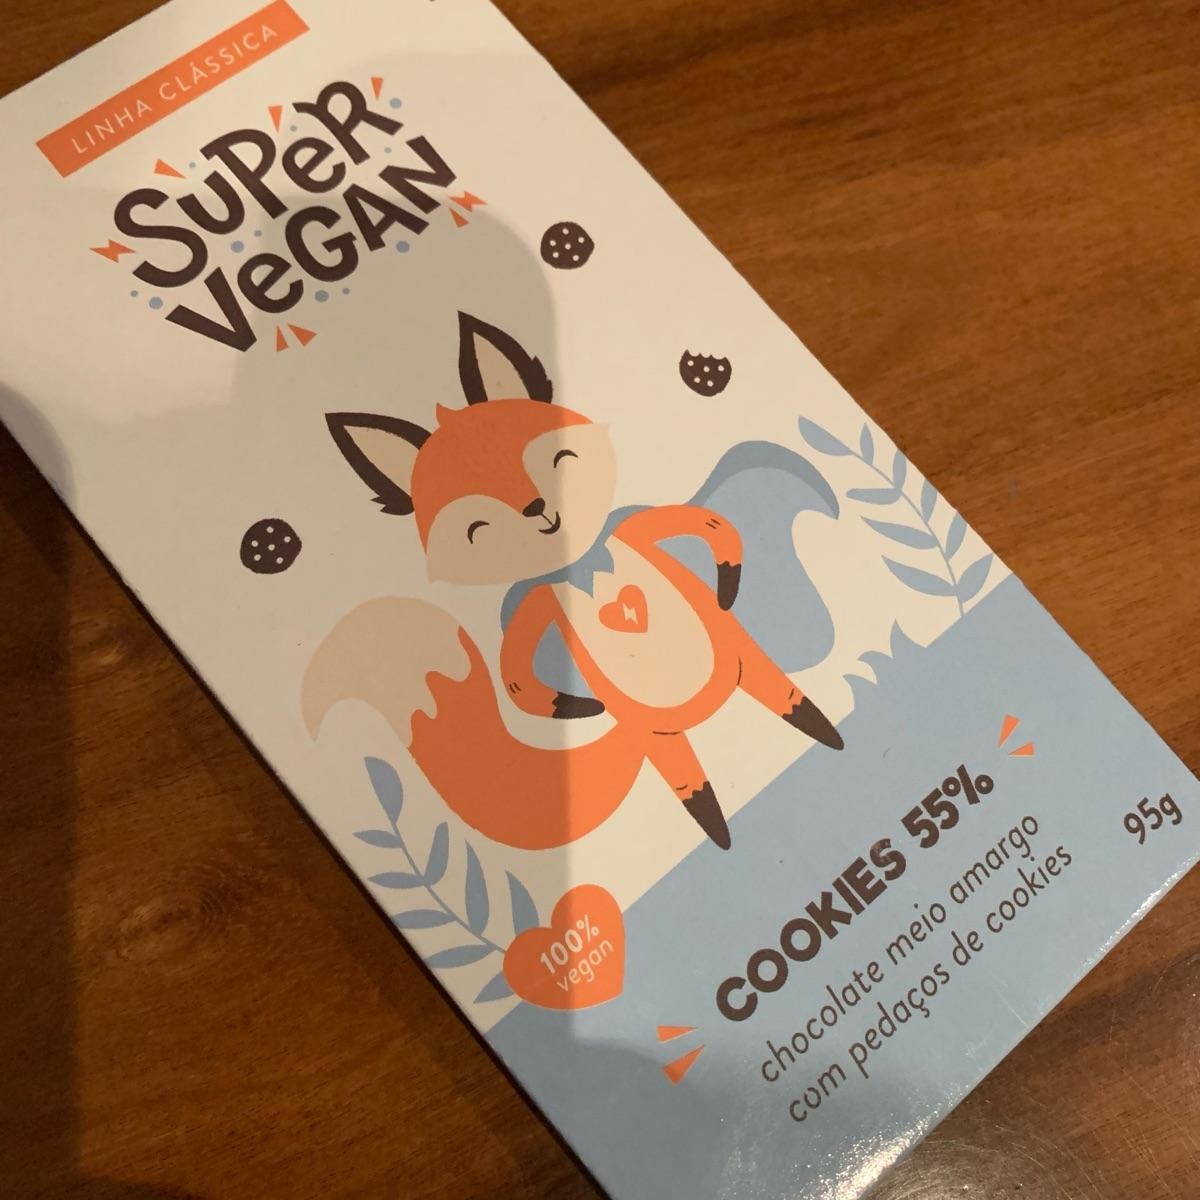 LINHA CLÁSSICA
SUPeR
VeGAN
100%
vegan
COOKIES 55%
chocolate meio amargo
com pedaços de cookies
95g